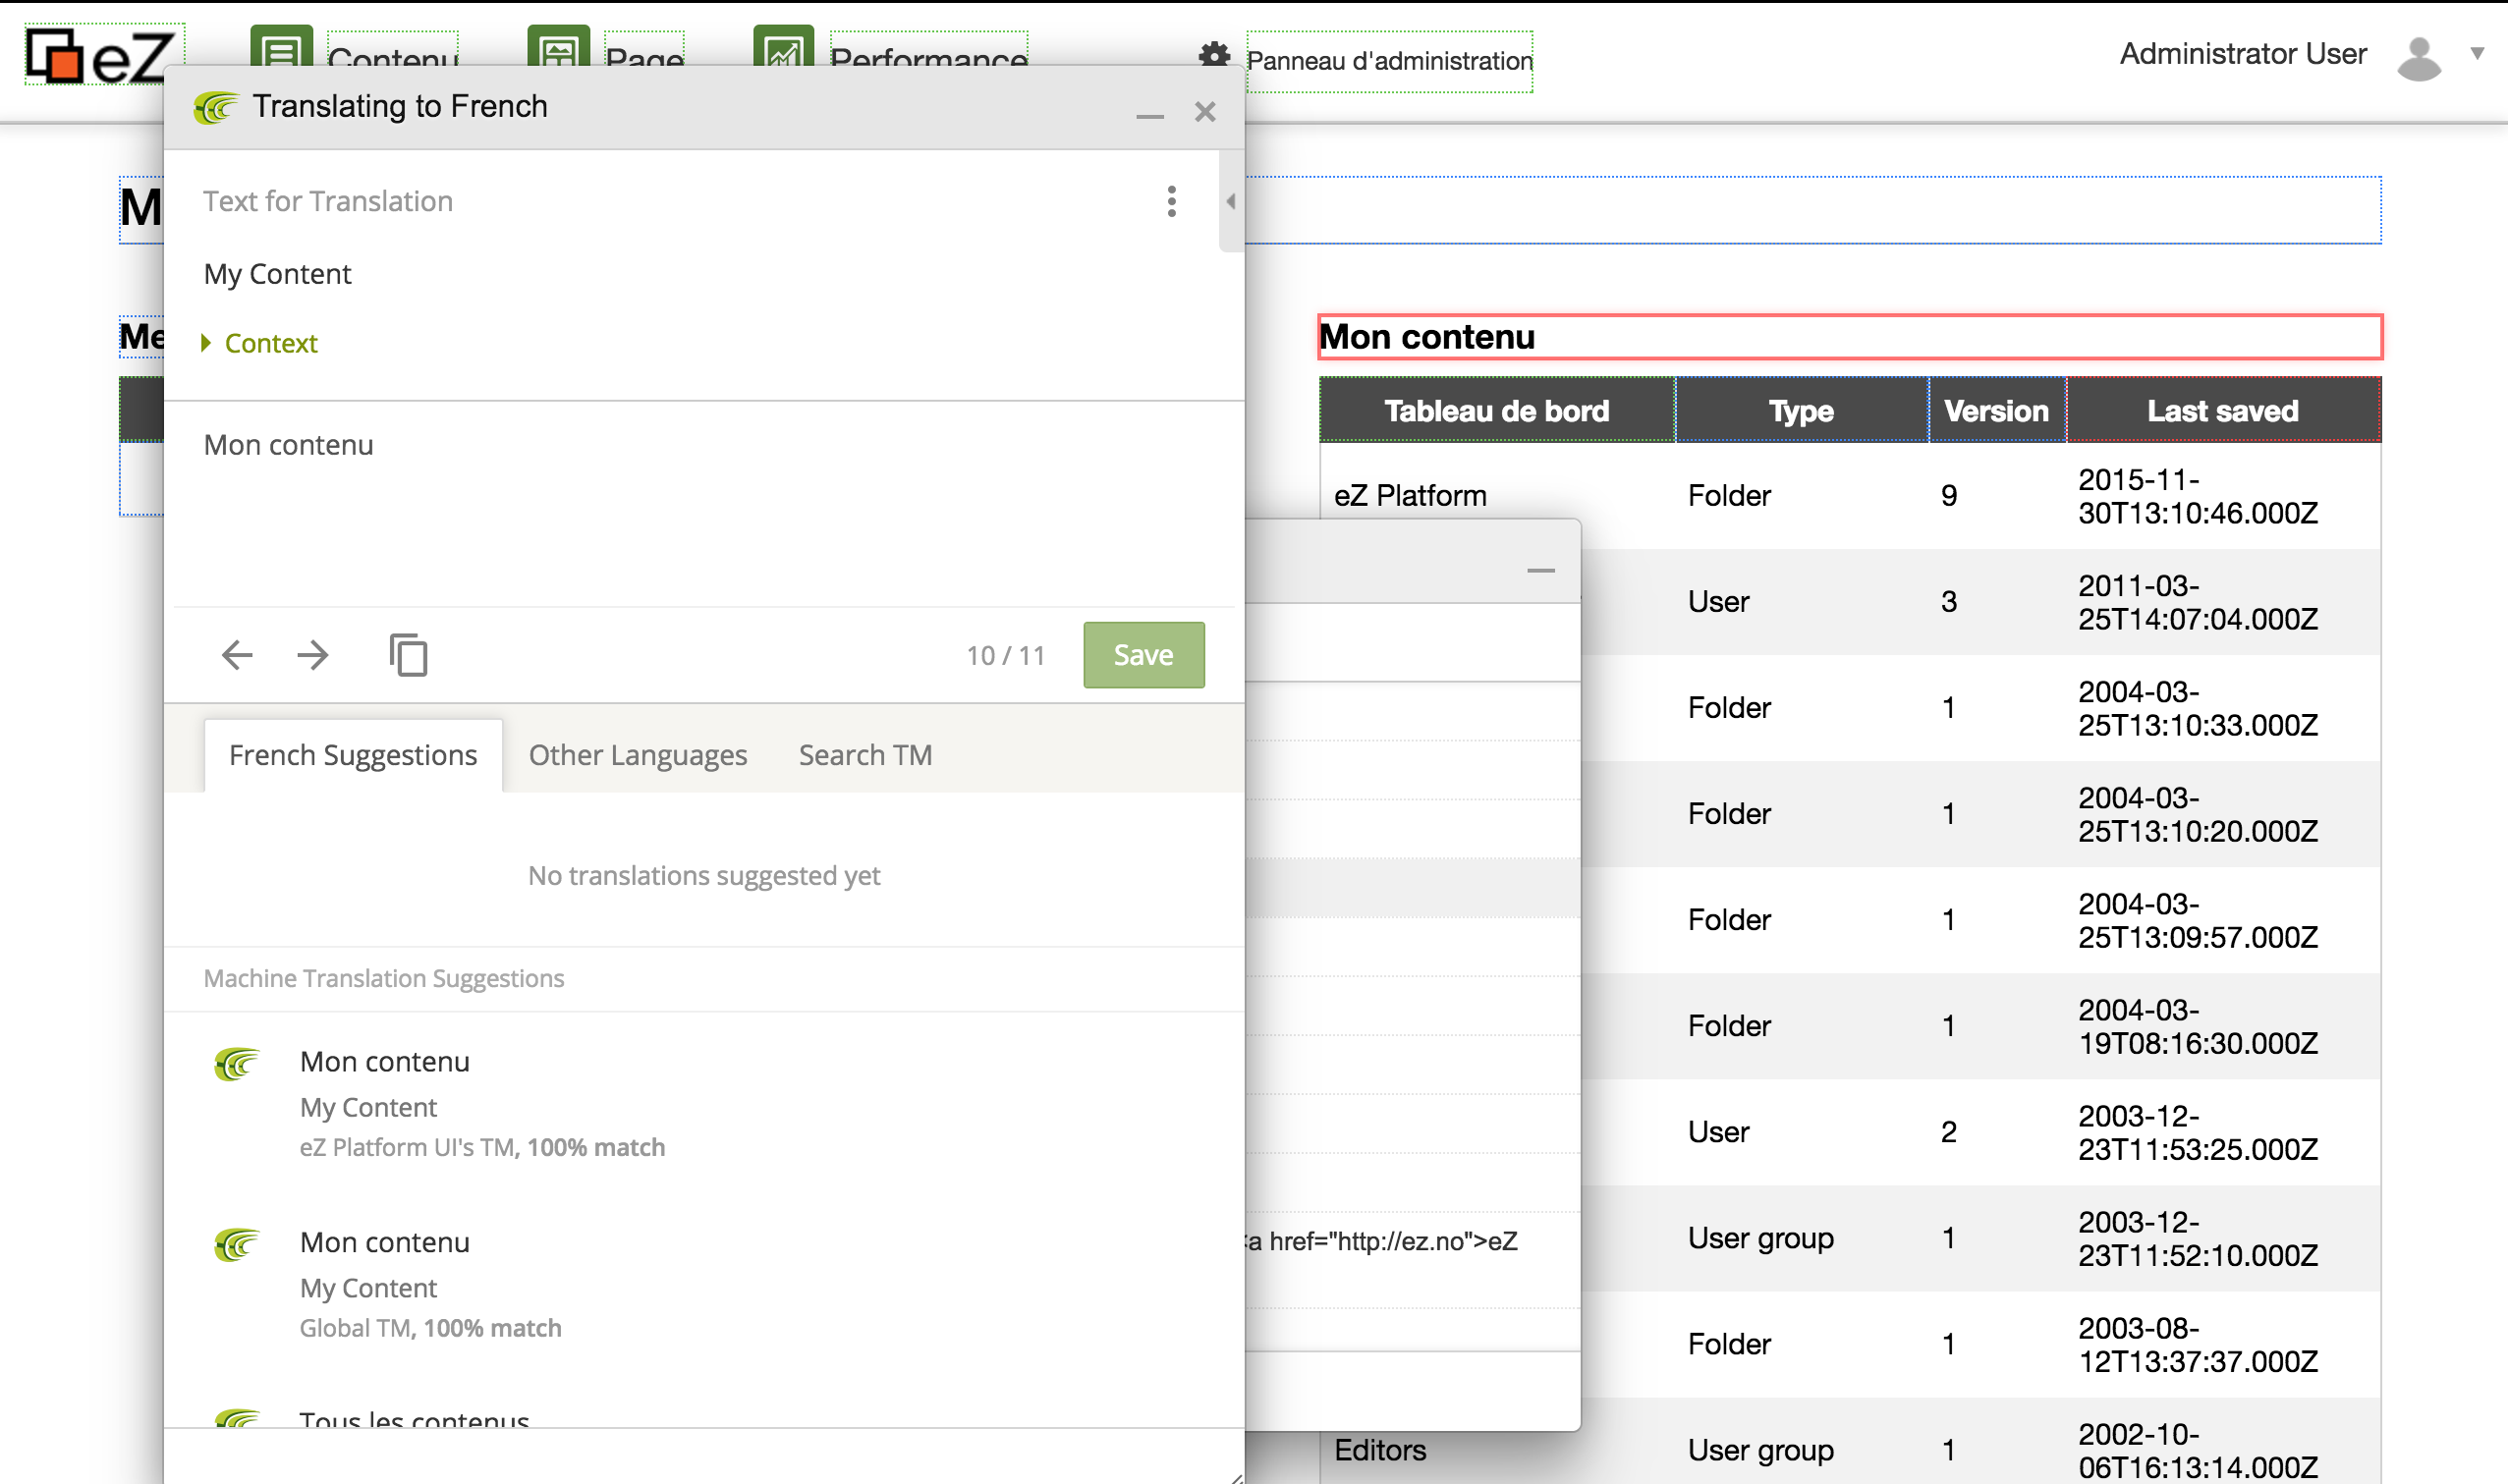 eZ
Contenu
Page
Performance
Panneau d'administration
Administrator User
Translating to French
Text for Translation
My Content
Context
Mon contenu
10 / 11
Save
French Suggestions
Other Languages
Search TM
No translations suggested yet
Machine Translation Suggestions
Mon contenu
My Content
eZ Platform UI's TM, 100% match
Mon contenu
My Content
Global TM, 100% match
Tous les contenus
M
Me
Mon contenu
Tableau de bord Type Version Last saved
eZ Platform Folder 9 2015-11-
30T13:10:46.000Z
User 3 2011-03-
25T14:07:04.000Z
Folder 1 2004-03-
25T13:10:33.000Z
Folder 1 2004-03-
25T13:10:20.000Z
Folder 1 2004-03-
25T13:09:57.000Z
Folder 1 2004-03-
19T08:16:30.000Z
User 2 2003-12-
23T11:53:25.000Z
User group 1 2003-12-
23T11:52:10.000Z
Folder 1 2003-08-
12T13:37:37.000Z
Editors User group 1 2002-10-
06T16:13:14.000Z
<a href="http://ez.no">eZ